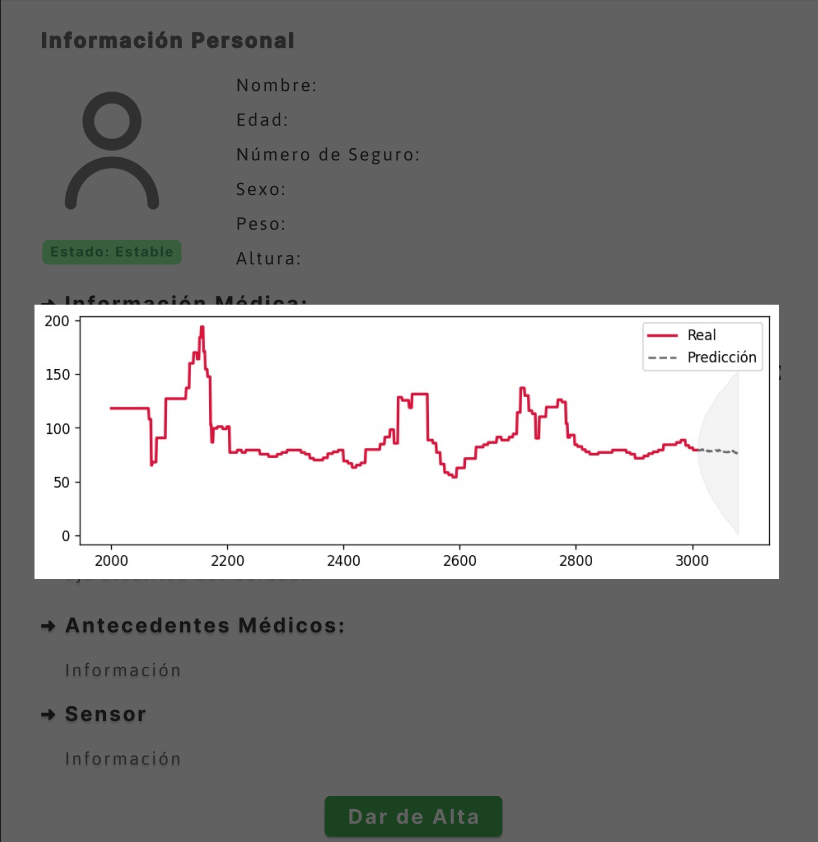 Información Personal
Nombre:
Edad:
Número de Seguro:
Sexo:
Peso:
Estado: Estable
Altura:
➜ Información Médica:
200
150
100
50
0
Real
Predicción
2000 2200 2400 2600 2800 3000
➜ Antecedentes Médicos:
Información
➜ Sensor
Información
Dar de Alta